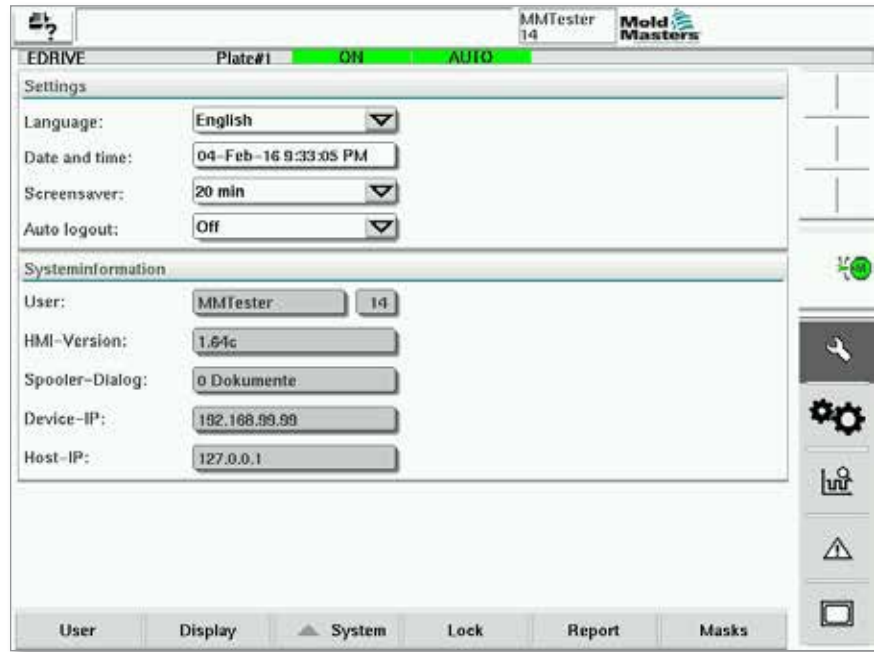 MMTester
14
Mold Masters
EDRIVE Plate#1 ON AUTO
Settings
Language: English
Date and time: 04-Feb-16 9:33:05 PM
Screensaver: 20 min
Auto logout: Off
Systeminformation
User: MMTester 14
HMI-Version: 1.64c
Spooler-Dialog: 0 Dokumente
Device-IP: 192.168.99.99
Host-IP: 127.0.0.1
User Display System Lock Report Masks